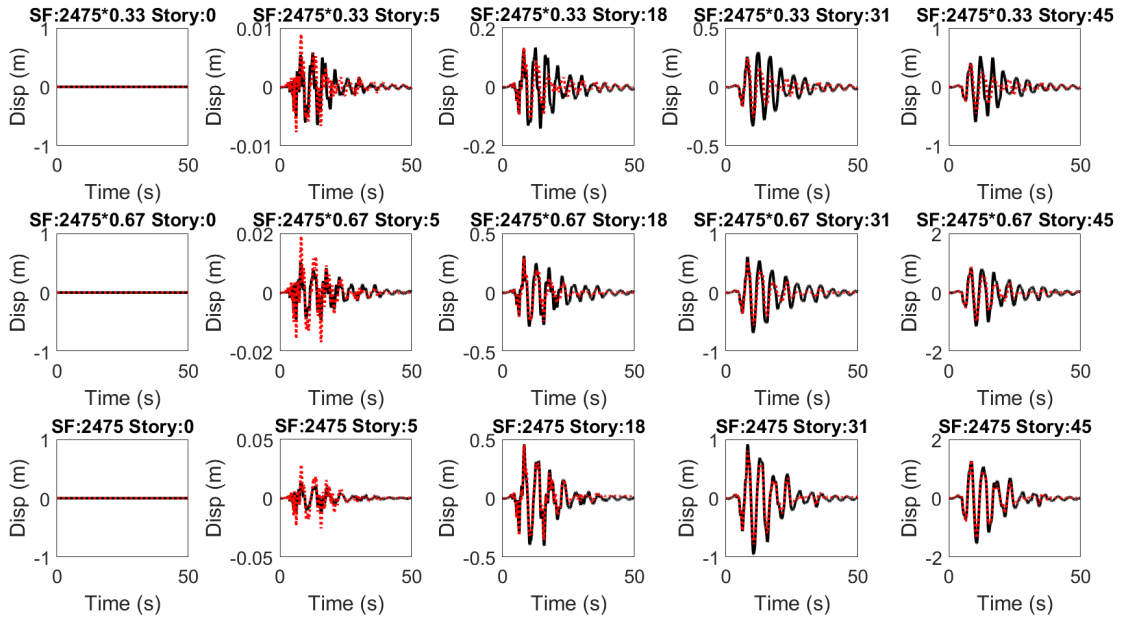 SF:2475*0.33 Story:0
Disp (m)
1
0
-1
0
50
Time (s)
SF:2475*0.33 Story:5
Disp (m)
0.01
0
-0.01
0
50
Time (s)
SF:2475*0.33 Story:18
Disp (m)
0.2
0
-0.2
0
50
Time (s)
SF:2475*0.33 Story:31
Disp (m)
0.5
0
-0.5
0
50
Time (s)
SF:2475*0.33 Story:45
Disp (m)
1
0
-1
0
50
Time (s)
SF:2475*0.67 Story:0
Disp (m)
1
0
-1
0
50
Time (s)
SF:2475*0.67 Story:5
Disp (m)
0.02
0
-0.02
0
50
Time (s)
SF:2475*0.67 Story:18
Disp (m)
0.5
0
-0.5
0
50
Time (s)
SF:2475*0.67 Story:31
Disp (m)
1
0
-1
0
50
Time (s)
SF:2475*0.67 Story:45
Disp (m)
2
0
-2
0
50
Time (s)
SF:2475 Story:0
Disp (m)
1
0
-1
0
50
Time (s)
SF:2475 Story:5
Disp (m)
0.05
0
-0.05
0
50
Time (s)
SF:2475 Story:18
Disp (m)
0.5
0
-0.5
0
50
Time (s)
SF:2475 Story:31
Disp (m)
1
0
-1
0
50
Time (s)
SF:2475 Story:45
Disp (m)
2
0
-2
0
50
Time (s)